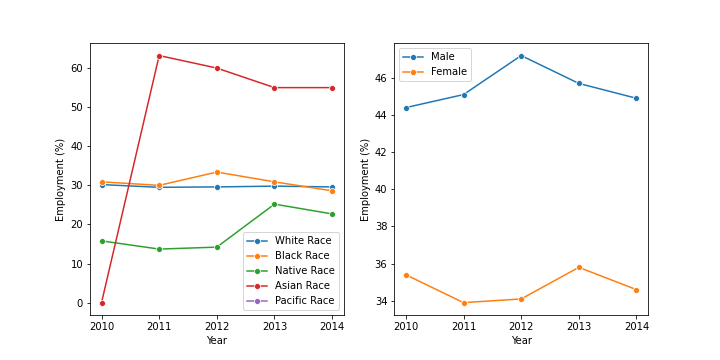 60
50
40
30
20
10
0
Employment (%)
2010 2011 2012 2013 2014
Year
White Race
Black Race
Native Race
Asian Race
Pacific Race
Male
Female
46
44
42
40
38
36
34
Employment (%)
2010 2011 2012 2013 2014
Year